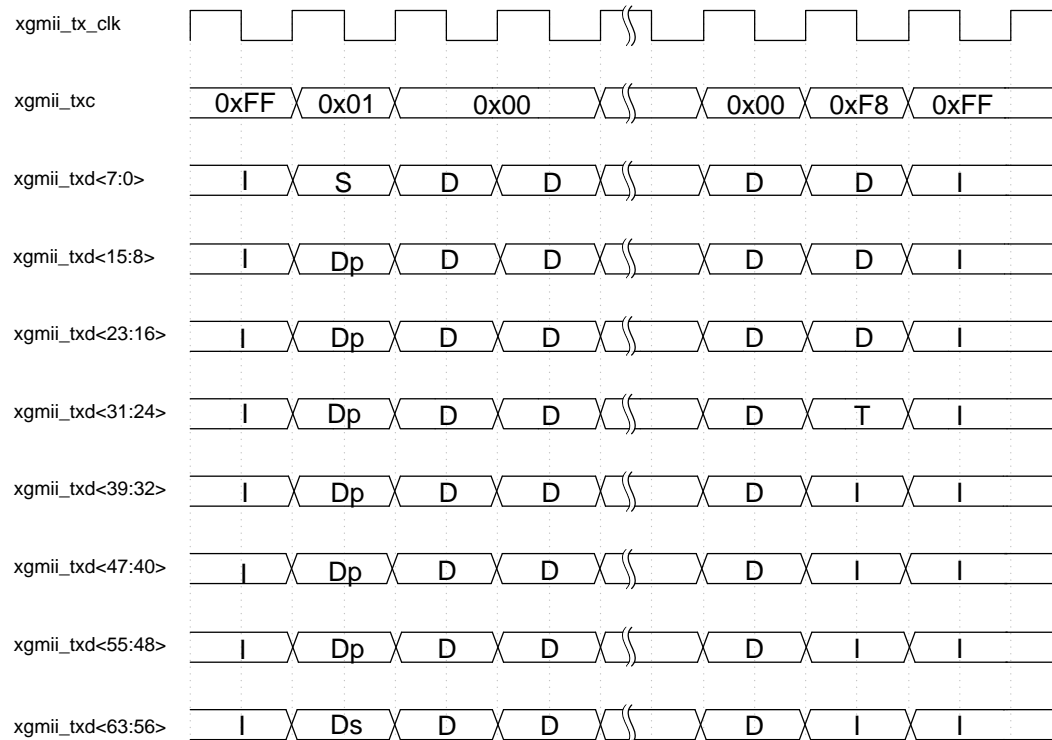 xgmii_tx_clk
xgmii_txc 0xFF 0x01 0x00 0x00 0xF8 0xFF
xgmii_txd<7:0> I S D D D D I
xgmii_txd<15:8> I Dp D D D D I
xgmii_txd<23:16> I Dp D D D D I
xgmii_txd<31:24> I Dp D D D T I
xgmii_txd<39:32> I Dp D D D I I
xgmii_txd<47:40> I Dp D D D I I
xgmii_txd<55:48> I Dp D D D I I
xgmii_txd<63:56> I Ds D D D I I